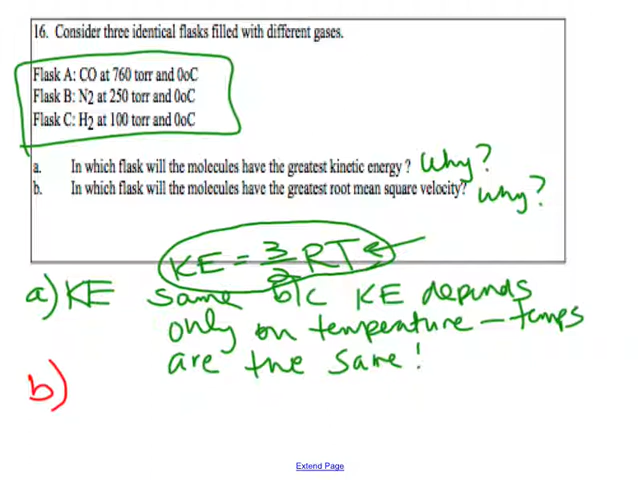 16. Consider three identical flasks filled with different gases.
Flask A: CO at 760 torr and 0oC
Flask B: N2 at 250 torr and 0oC
Flask C: H2 at 100 torr and 0oC
a. In which flask will the molecules have the greatest kinetic energy? Why?
b. In which flask will the molecules have the greatest root mean square velocity? Why?
KE = 3/2 RT
a) KE same b/c KE depends
only on temperature - temps
are the same!
b)
Extend Page